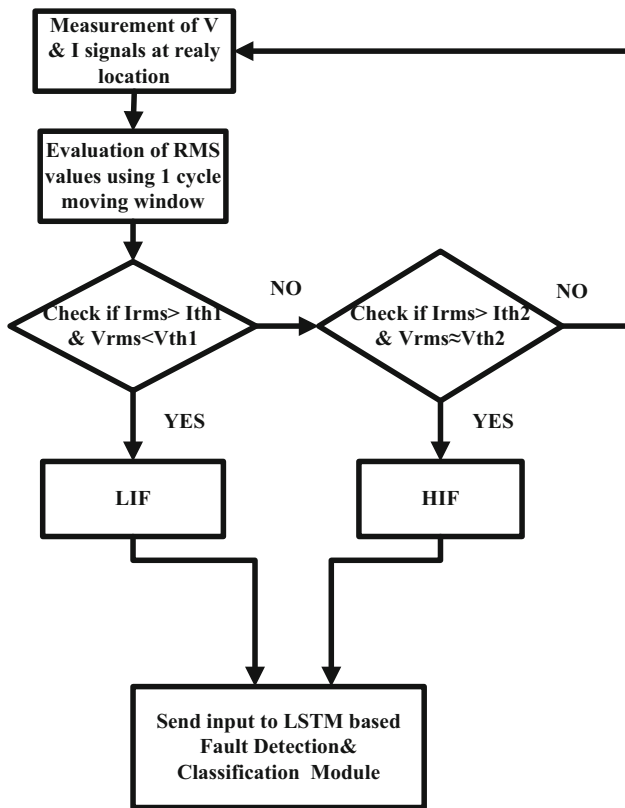 Measurement of V
& I signals at realy
location
Evaluation of RMS
values using 1 cycle
moving window
Check if Irms> Ith1
& Vrms<Vth1
NO
Check if Irms> Ith2
& Vrms≈Vth2
NO
YES
YES
LIF
HIF
Send input to LSTM based
Fault Detection&
Classification Module